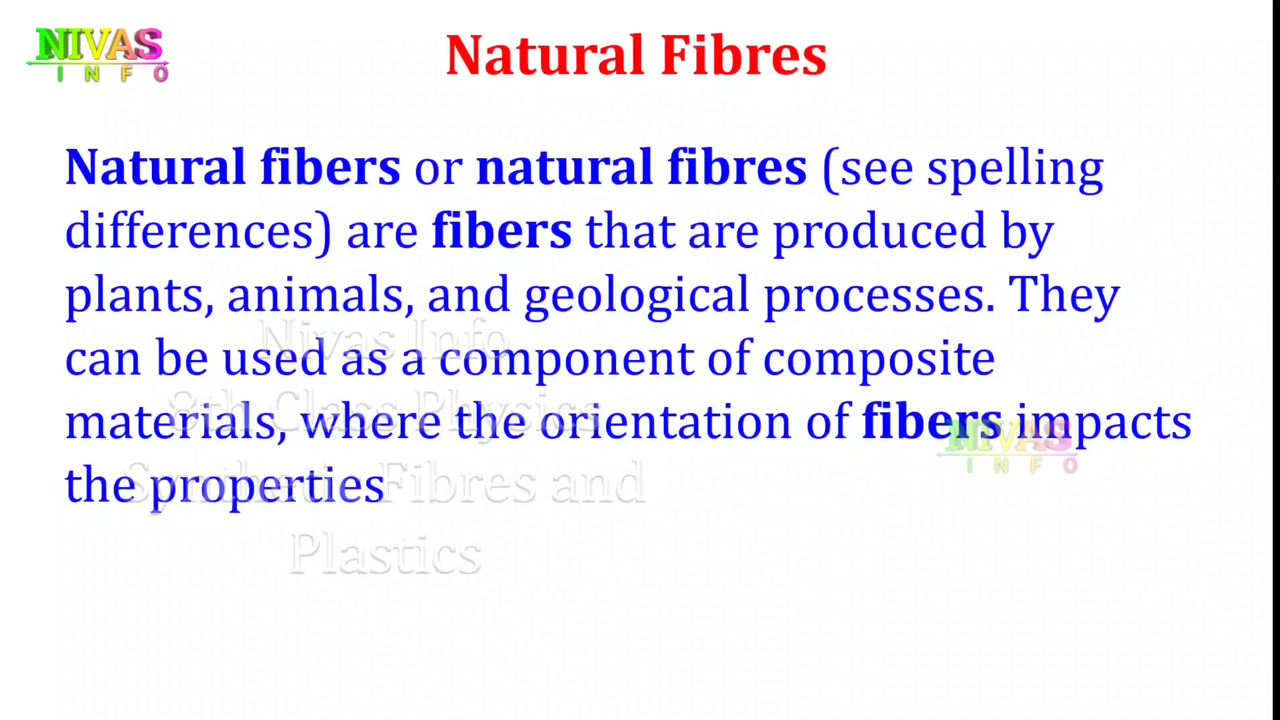 NIVAS
INFO
Natural Fibres
Natural fibers or natural fibres (see spelling
differences) are fibers that are produced by
plants, animals, and geological processes. They
can be used as a component of composite
materials, where the orientation of fibers impacts
the properties
Nivas Info
8th Class Physics
Synthetic Fibres and
Plastics
NIVAS
INFO